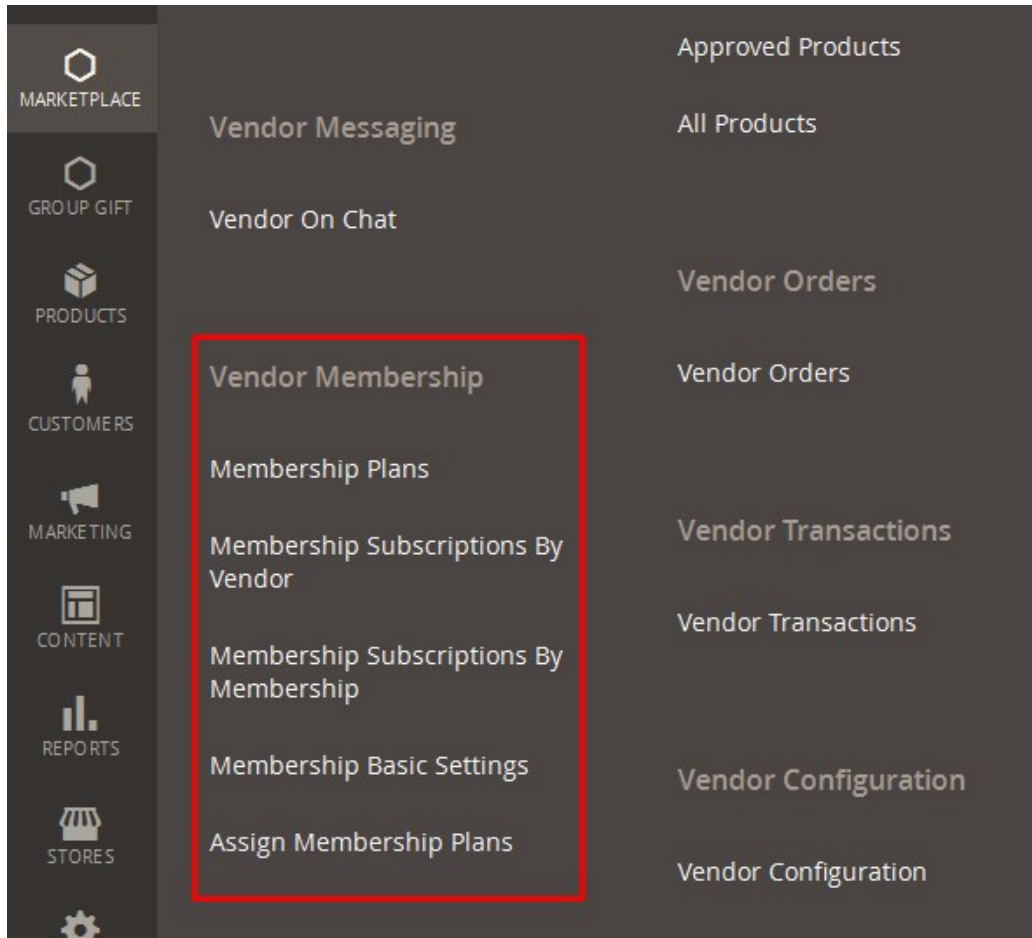 MARKETPLACE
GROUP GIFT
PRODUCTS
CUSTOMERS
MARKETING
CONTENT
REPORTS
STORES
Vendor Messaging
Vendor On Chat
Vendor Membership
Membership Plans
Membership Subscriptions By
Vendor
Membership Subscriptions By
Membership
Membership Basic Settings
Assign Membership Plans
Approved Products
All Products
Vendor Orders
Vendor Orders
Vendor Transactions
Vendor Transactions
Vendor Configuration
Vendor Configuration